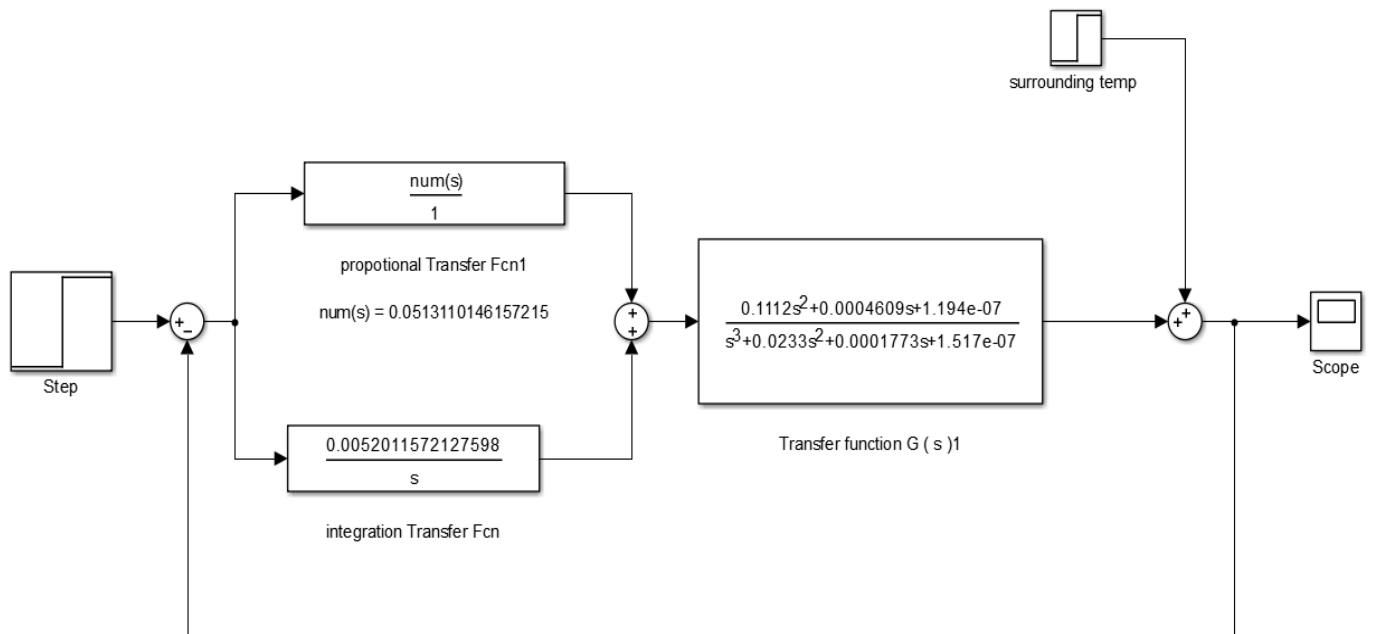 surrounding temp
num(s)
1
propotional Transfer Fcn1
num(s) = 0.0513110146157215
+
−
Step
+
+
0.1112s²+0.0004609s+1.194e-07
s³+0.0233s²+0.0001773s+1.517e-07
+
+
Scope
0.0052011572127598
s
Transfer function G ( s )1
integration Transfer Fcn